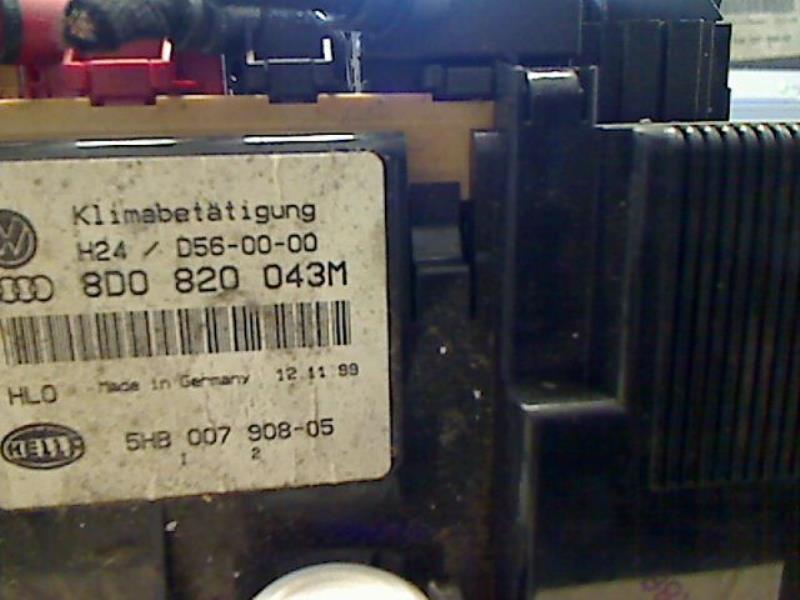 Klimabetätigung
H24 / D56-00-00
8D0 820 043M
HLO Made in Germany 12.11.99
HELLA
5HB 007 908-05
1 2